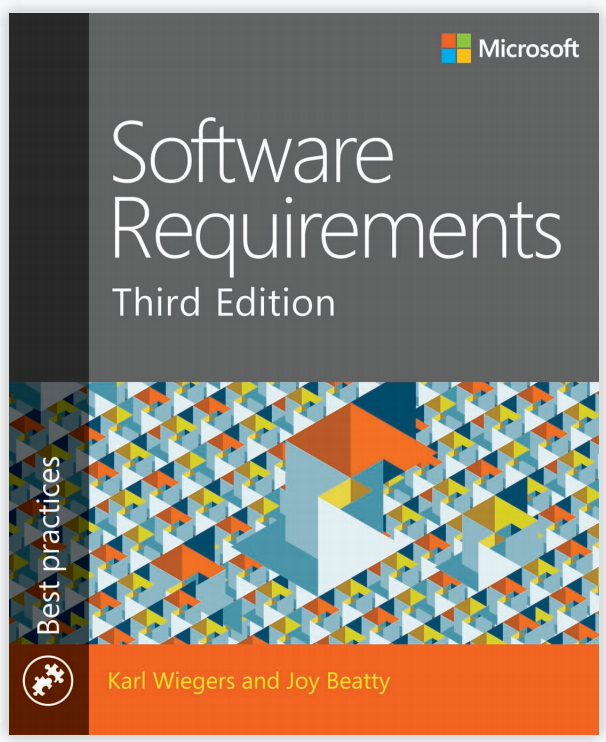 Microsoft
Software
Requirements
Third Edition
Best practices
Karl Wiegers and Joy Beatty